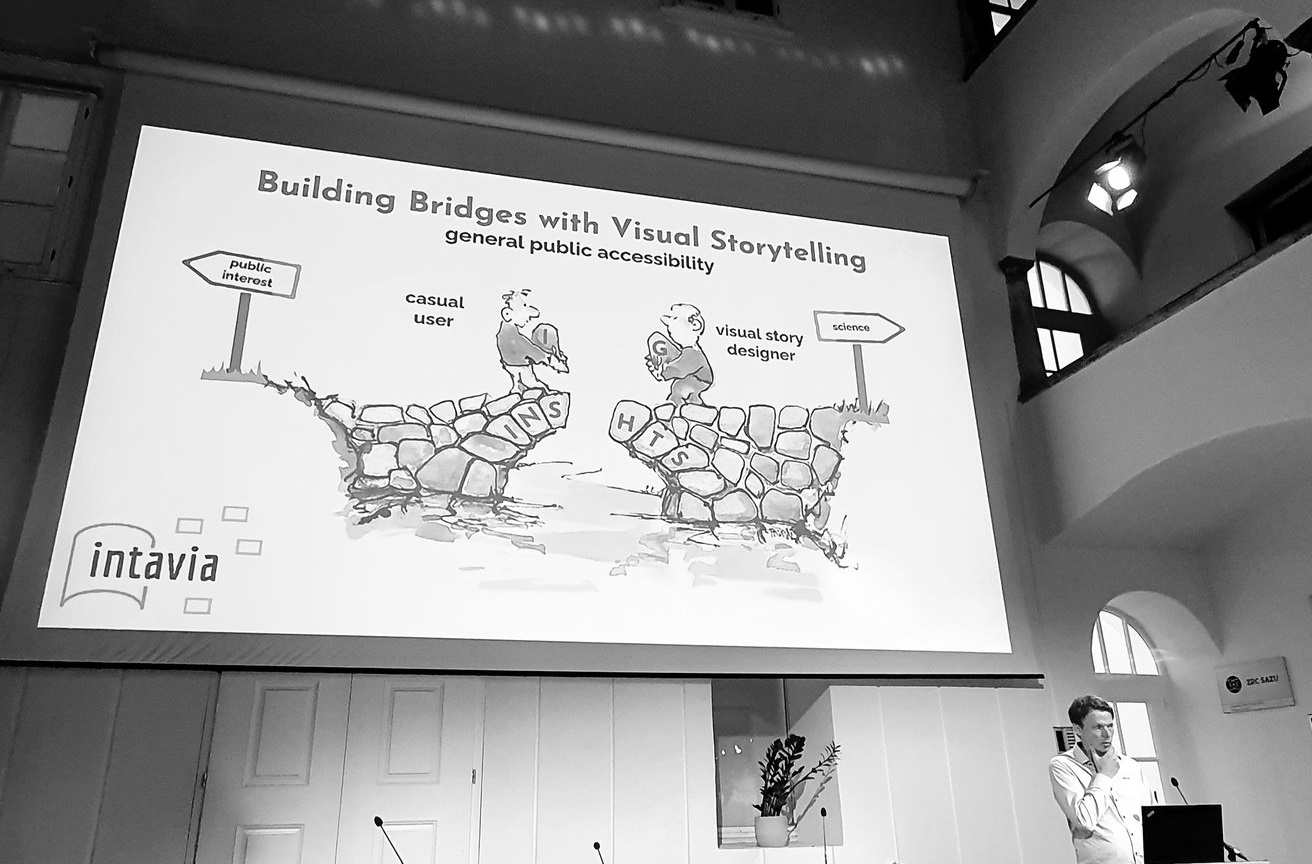 Building Bridges with Visual Storytelling
general public accessibility
public
interest
casual
user
visual story
designer
science
I
G
INS
HTS
intavia
ZRC SAZU